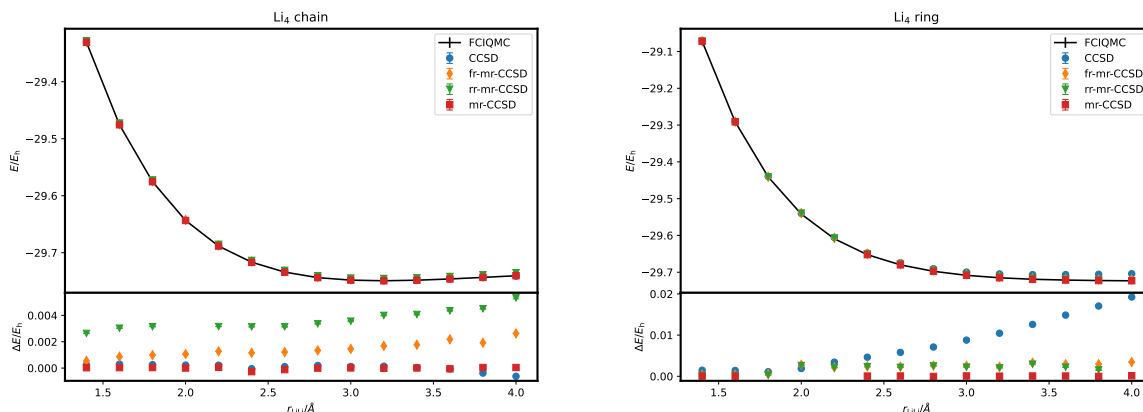 Li₄ chain
FCIQMC
CCSD
fr-mr-CCSD
rr-mr-CCSD
mr-CCSD
E/Eₕ
−29.4
−29.5
−29.6
−29.7
ΔE/Eₕ
0.004
0.002
0.000
1.5 2.0 2.5 3.0 3.5 4.0
Li₄ ring
FCIQMC
CCSD
fr-mr-CCSD
rr-mr-CCSD
mr-CCSD
E/Eₕ
−29.1
−29.2
−29.3
−29.4
−29.5
−29.6
−29.7
ΔE/Eₕ
0.02
0.01
0.00
1.5 2.0 2.5 3.0 3.5 4.0